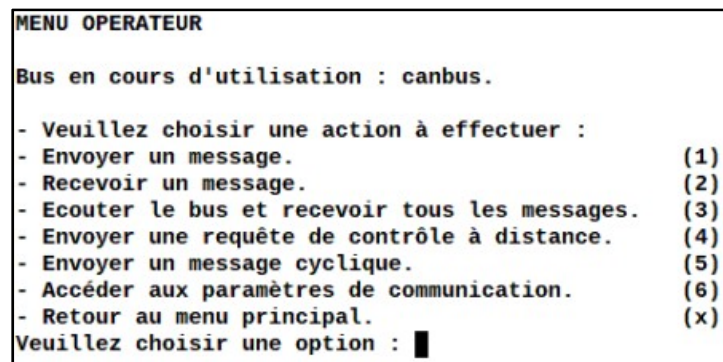 MENU OPERATEUR
Bus en cours d'utilisation : canbus.
- Veuillez choisir une action à effectuer :
- Envoyer un message. (1)
- Recevoir un message. (2)
- Ecouter le bus et recevoir tous les messages. (3)
- Envoyer une requête de contrôle à distance. (4)
- Envoyer un message cyclique. (5)
- Accéder aux paramètres de communication. (6)
- Retour au menu principal. (x)
Veuillez choisir une option :